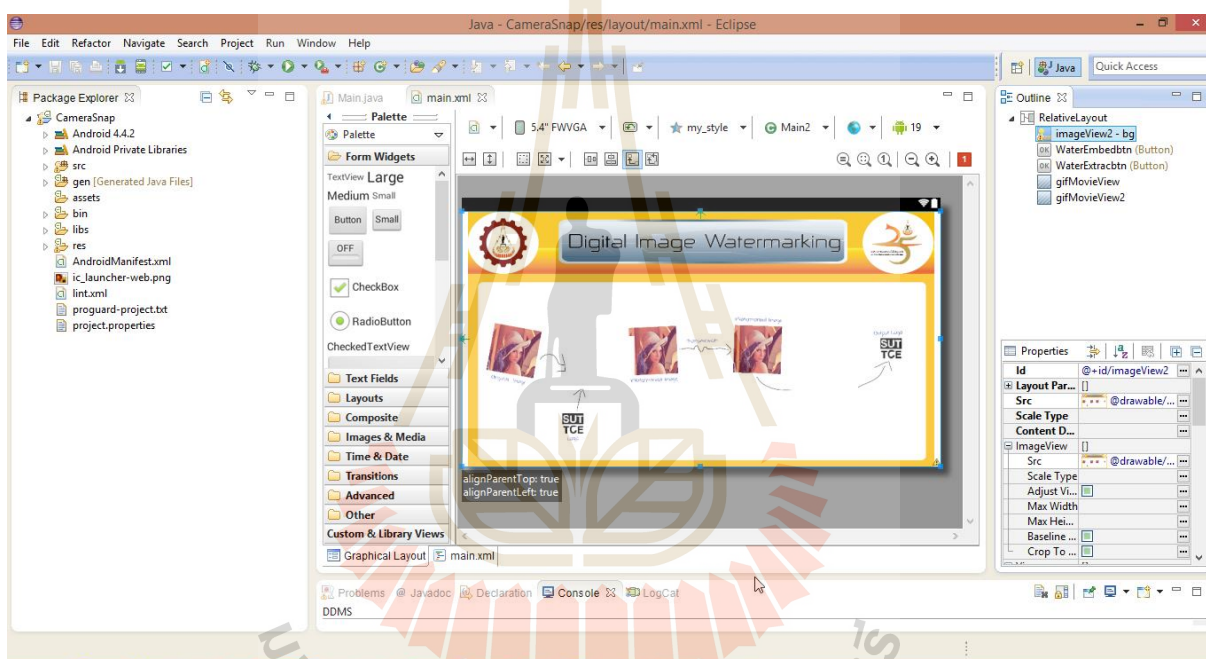 Java - CameraSnap/res/layout/main.xml - Eclipse
File Edit Refactor Navigate Search Project Run Window Help
Java
Quick Access
Package Explorer
CameraSnap
Android 4.4.2
Android Private Libraries
src
gen [Generated Java Files]
assets
bin
libs
res
AndroidManifest.xml
ic_launcher-web.png
lint.xml
proguard-project.txt
project.properties
Main.java
main.xml
Palette
Palette
Form Widgets
TextView Large
Medium Small
Button Small
OFF
CheckBox
RadioButton
CheckedTextView
Text Fields
Layouts
Composite
Images & Media
Time & Date
Transitions
Advanced
Other
Custom & Library Views
5.4" FWVGA
my_style
Main2
19
1
Digital Image Watermarking
SUT
TCE
SUT
TCE
alignParentTop: true
alignParentLeft: true
Graphical Layout
main.xml
Problems @ Javadoc Declaration Console LogCat
DDMS
Outline
RelativeLayout
imageView2 - bg
WaterEmbedbtn (Button)
WaterExtracbtn (Button)
gifMovieView
gifMovieView2
Properties
Id @+id/imageView2
Layout Par... []
Src @drawable/...
Scale Type
Content D...
ImageView []
Src @drawable/...
Scale Type
Adjust Vi...
Max Width
Max Hei...
Baseline ...
Crop To ...